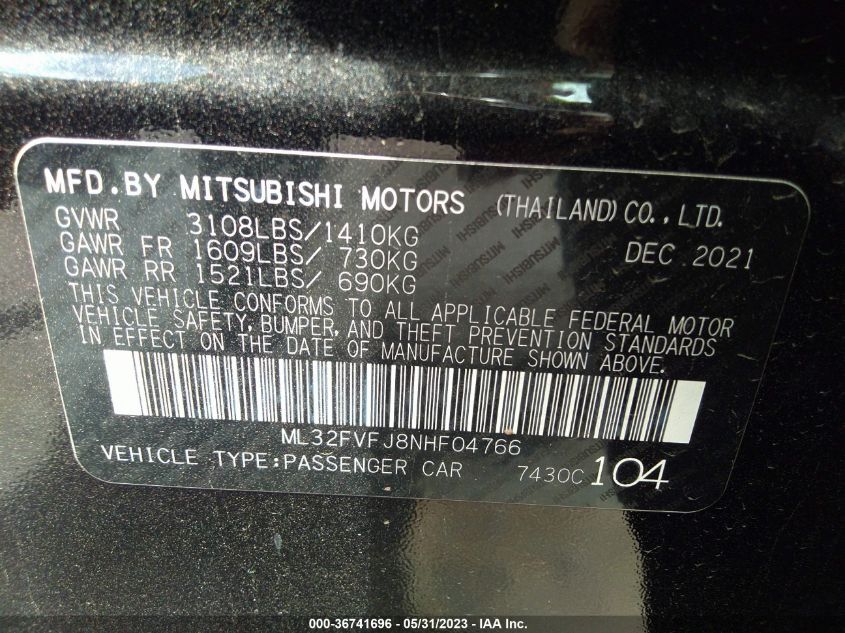 MFD.BY MITSUBISHI MOTORS (THAILAND)CO.,LTD.
GVWR 3108LBS/1410KG DEC 2021
GAWR FR 1609LBS/ 730KG
GAWR RR 1521LBS/ 690KG
THIS VEHICLE CONFORMS TO ALL APPLICABLE FEDERAL MOTOR
VEHICLE SAFETY, BUMPER, AND THEFT PREVENTION STANDARDS
IN EFFECT ON THE DATE OF MANUFACTURE SHOWN ABOVE.
ML32FVFJ8NHF04766
VEHICLE TYPE:PASSENGER CAR 7430C 104
000-36741696 - 05/31/2023 - IAA Inc.